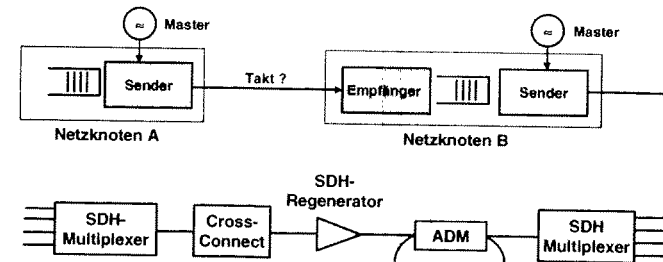 Master
Master
Sender
Takt ?
Empfänger
Sender
Netzknoten A
Netzknoten B
SDH-
Multiplexer
Cross-
Connect
SDH-
Regenerator
ADM
SDH
Multiplexer